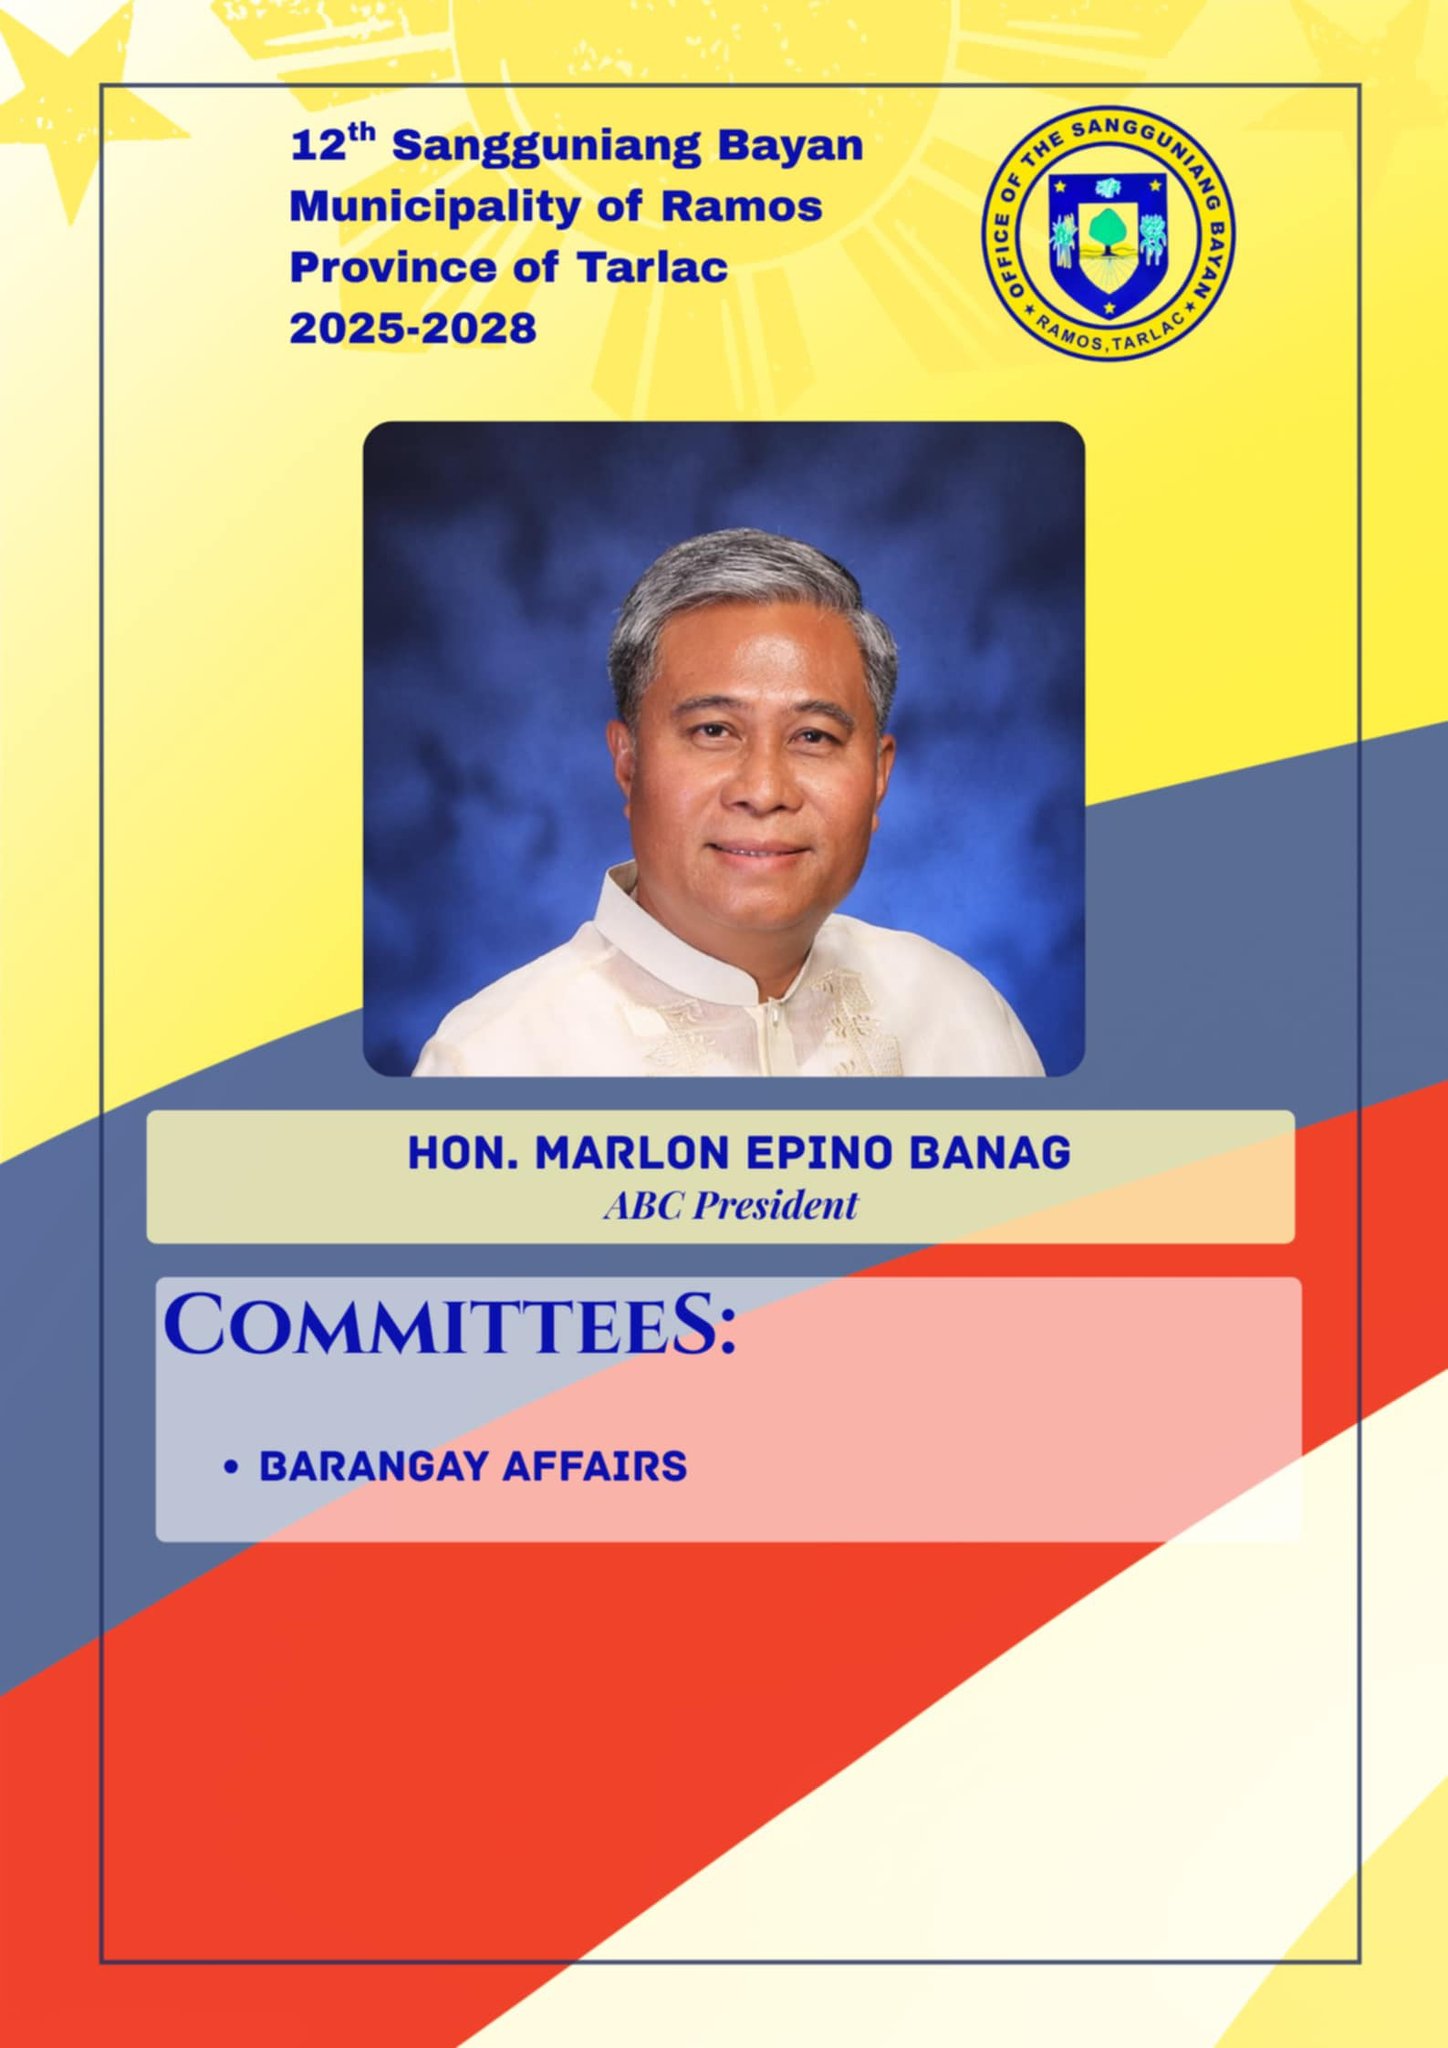 12th Sangguniang Bayan
Municipality of Ramos
Province of Tarlac
2025-2028
OFFICE OF THE SANGGUNIANG BAYAN
★ RAMOS, TARLAC ★
HON. MARLON EPINO BANAG
ABC President
COMMITTEES:
• BARANGAY AFFAIRS